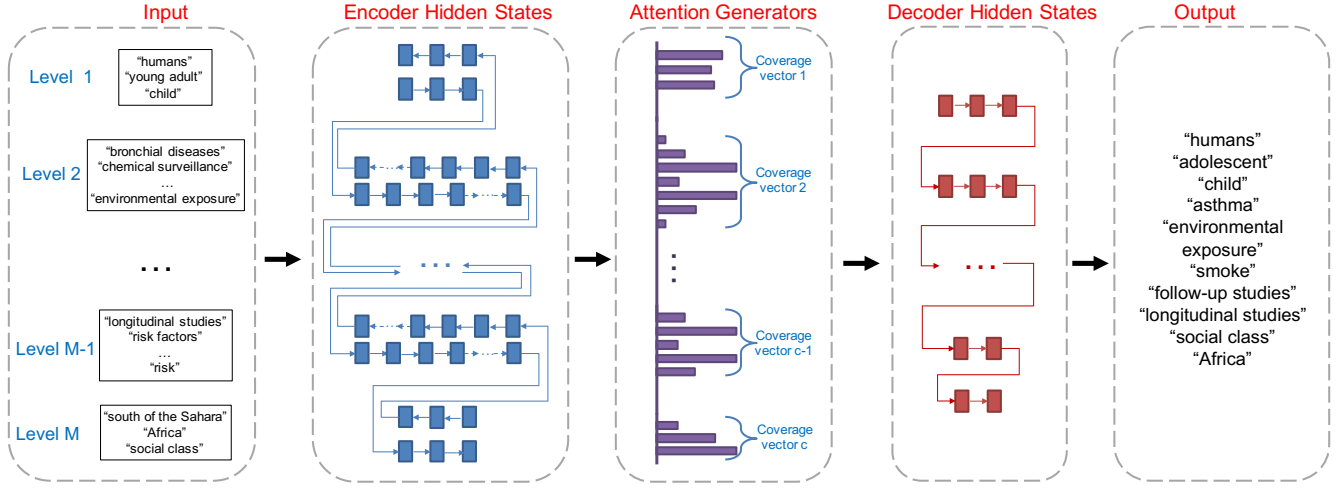 Input
Encoder Hidden States
Attention Generators
Decoder Hidden States
Output
Level 1
“humans”
“young adult”
“child”
Level 2
“bronchial diseases”
“chemical surveillance”
…
“environmental exposure”
...
Level M-1
“longitudinal studies”
“risk factors”
…
“risk”
Level M
“south of the Sahara”
“Africa”
“social class”
...
Coverage
vector 1
Coverage
vector 2
...
Coverage
vector c-1
Coverage
vector c
...
“humans”
“adolescent”
“child”
“asthma”
“environmental
exposure”
“smoke”
“follow-up studies”
“longitudinal studies”
“social class”
“Africa”